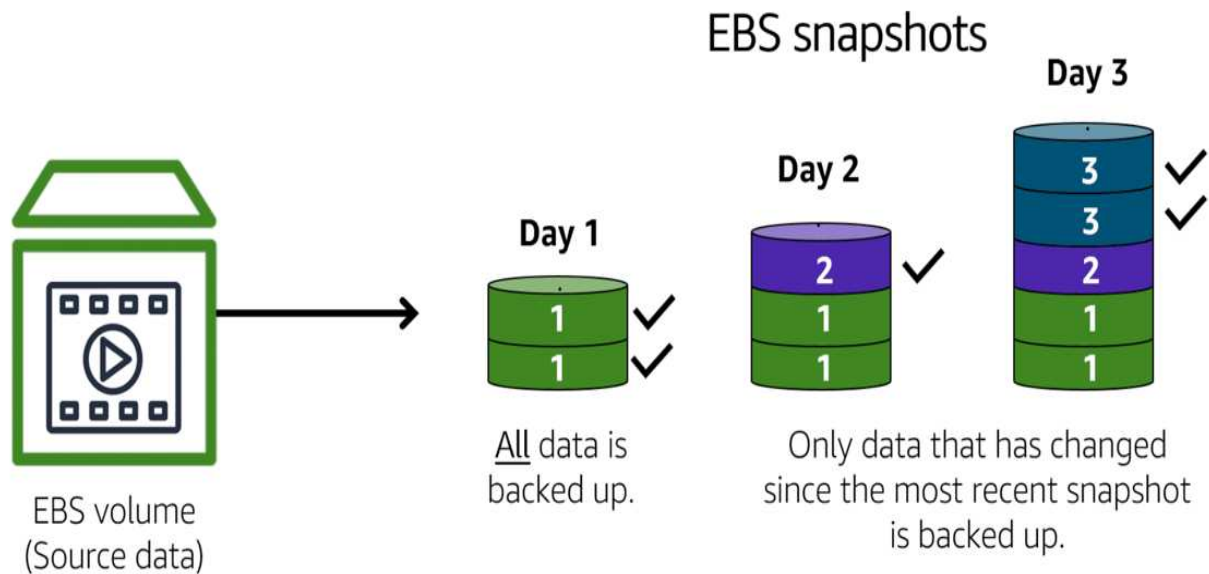 EBS snapshots
Day 1
Day 2
Day 3
1
1
2
1
1
3
3
2
1
1
EBS volume
(Source data)
All data is
backed up.
Only data that has changed
since the most recent snapshot
is backed up.